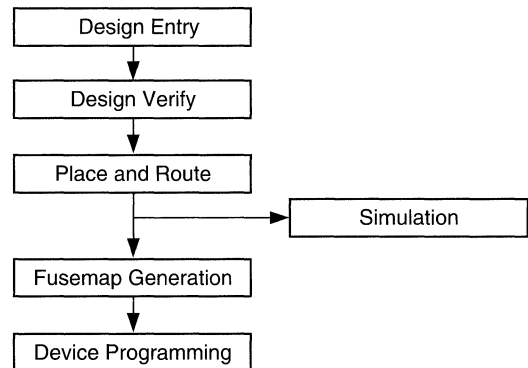 Design Entry
Design Verify
Place and Route
Simulation
Fusemap Generation
Device Programming